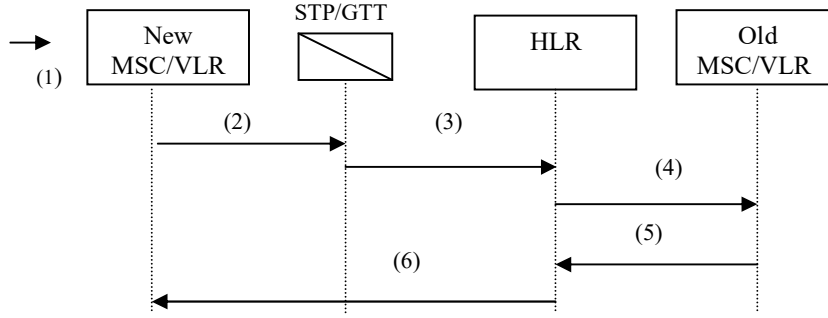 STP/GTT
New
MSC/VLR
HLR
Old
MSC/VLR
(1)
(2)
(3)
(4)
(5)
(6)